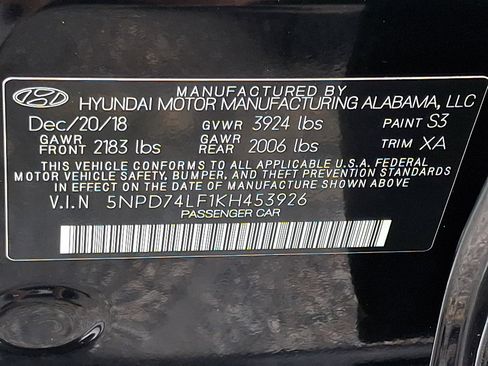 MANUFACTURED BY
HYUNDAI MOTOR MANUFACTURING ALABAMA, LLC
Dec/20/18 GVWR 3924 lbs PAINT S3
GAWR FRONT 2183 lbs GAWR REAR 2006 lbs TRIM XA
THIS VEHICLE CONFORMS TO ALL APPLICABLE U.S.A. FEDERAL
MOTOR VEHICLE SAFETY, BUMPER, AND THEFT PREVENTION STANDARDS
IN EFFECT ON THE DATE OF MANUFACTURE SHOWN ABOVE.
V.I.N 5NPD74LF1KH453926
PASSENGER CAR